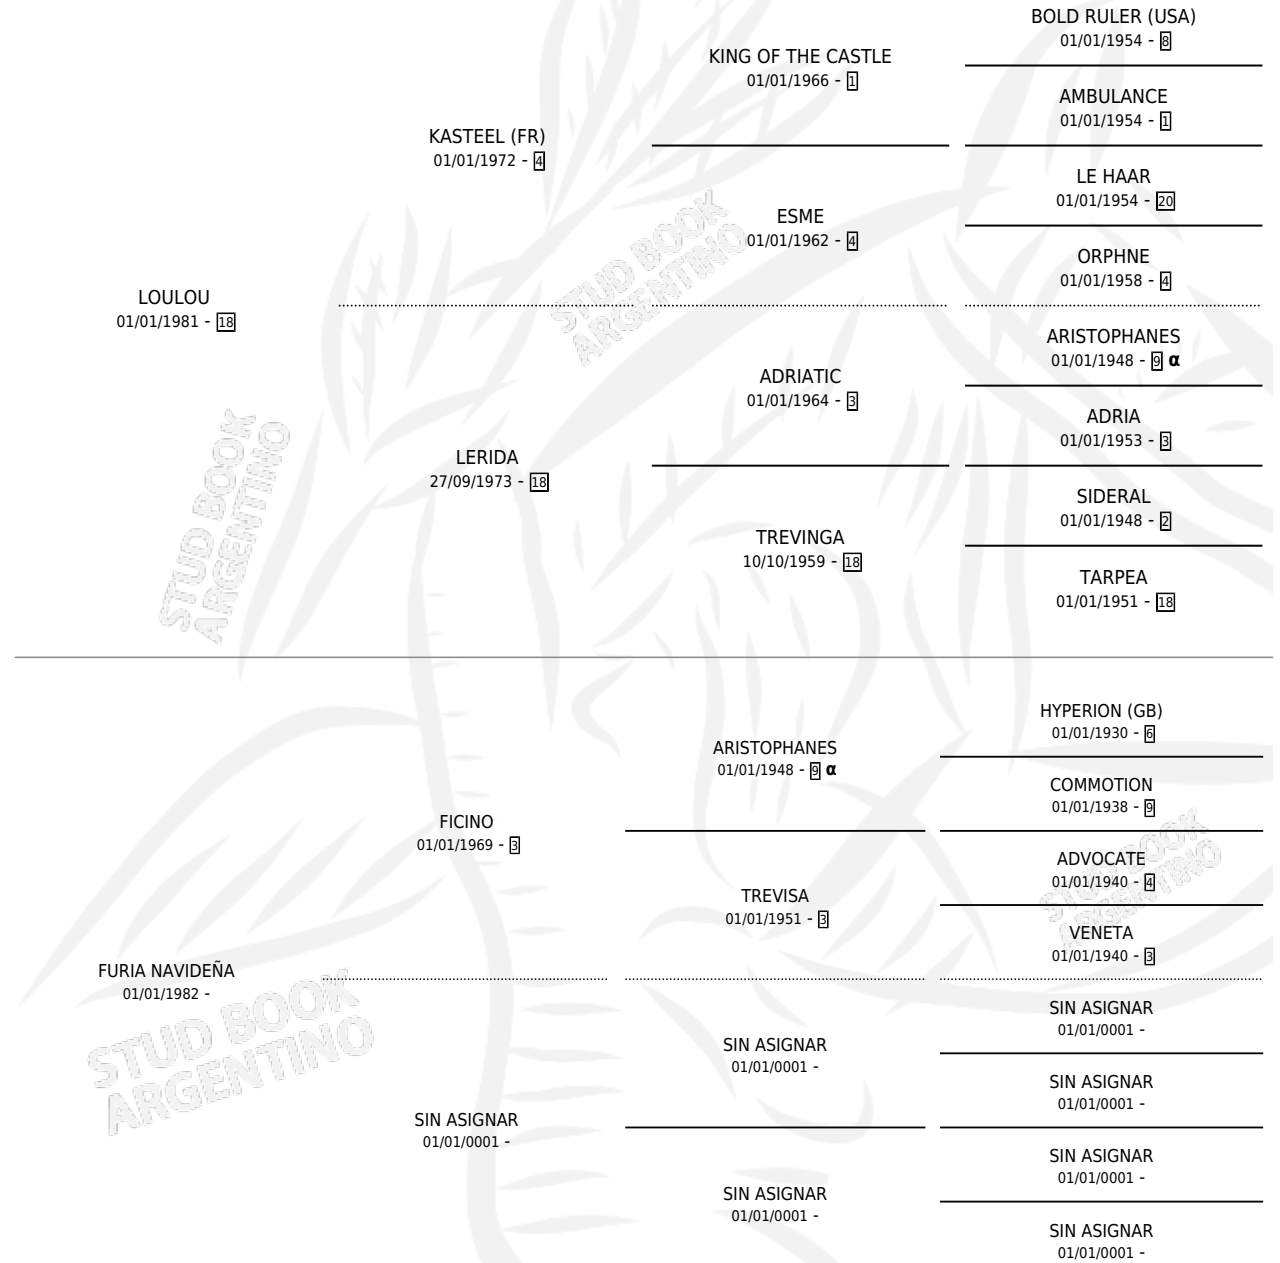 BOLD RULER (USA)
01/01/1954 - 8
KING OF THE CASTLE
01/01/1966 - 1
AMBULANCE
01/01/1954 - 1
KASTEEL (FR)
01/01/1972 - 4
LE HAAR
01/01/1954 - 20
ESME
01/01/1962 - 4
ORPHNE
01/01/1958 - 4
LOULOU
01/01/1981 - 18
ARISTOPHANES
01/01/1948 - 9 α
ADRIATIC
01/01/1964 - 3
ADRIA
01/01/1953 - 3
LERIDA
27/09/1973 - 18
SIDERAL
01/01/1948 - 2
TREVINGA
10/10/1959 - 18
TARPEA
01/01/1951 - 18
HYPERION (GB)
01/01/1930 - 6
ARISTOPHANES
01/01/1948 - 9 α
COMMOTION
01/01/1938 - 9
FICINO
01/01/1969 - 3
ADVOCATE
01/01/1940 - 4
TREVISA
01/01/1951 - 3
VENETA
01/01/1940 - 3
FURIA NAVIDEÑA
01/01/1982 -
SIN ASIGNAR
01/01/0001 -
SIN ASIGNAR
01/01/0001 -
SIN ASIGNAR
01/01/0001 -
SIN ASIGNAR
01/01/0001 -
SIN ASIGNAR
01/01/0001 -
SIN ASIGNAR
01/01/0001 -
SIN ASIGNAR
01/01/0001 -
STUD BOOK
ARGENTINO
STUD BOOK
ARGENTINO
STUD BOOK
ARGENTINO
STUD BOOK
ARGENTINO